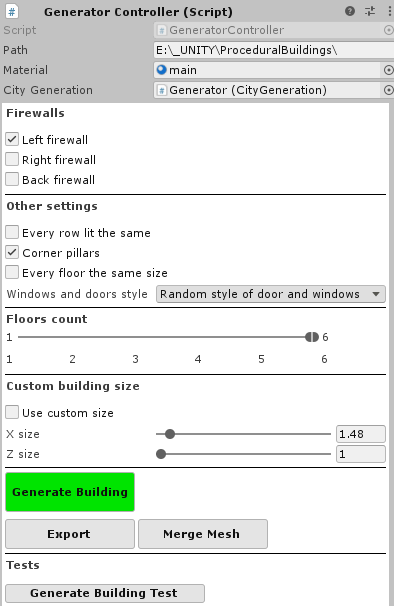 Generator Controller (Script)
Script GeneratorController
Path E:\_UNITY\ProceduralBuildings\
Material main
City Generation Generator (CityGeneration)
Firewalls
Left firewall
Right firewall
Back firewall
Other settings
Every row lit the same
Corner pillars
Every floor the same size
Windows and doors style Random style of door and windows
Floors count
1 6
1 2 3 4 5 6
Custom building size
Use custom size
X size 1.48
Z size 1
Generate Building
Export Merge Mesh
Tests
Generate Building Test